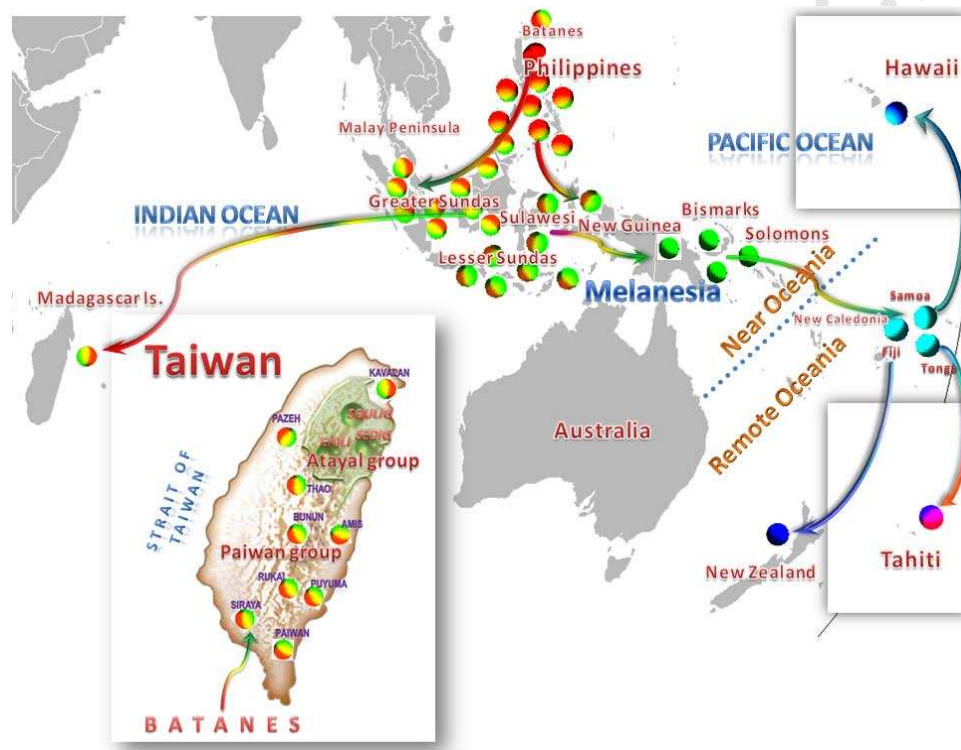 Batanes
Philippines
Hawaii
Malay Peninsula
PACIFIC OCEAN
Greater Sundas
INDIAN OCEAN
Sulawesi
New Guinea
Bismarks
Solomons
Lesser Sundas
Melanesia
Near Oceania
Madagascar Is.
Samoa
New Caledonia
Fiji
Tonga
Remote Oceania
Taiwan
KAVALAN
SQULIQ
PAZEH
SEDIQ
Atayal group
Australia
THAO
STRAIT OF
TAIWAN
BUNUN
AMIS
Paiwan group
RUKAI
PUYUMA
SIRAYA
PAIWAN
New Zealand
Tahiti
BATANES